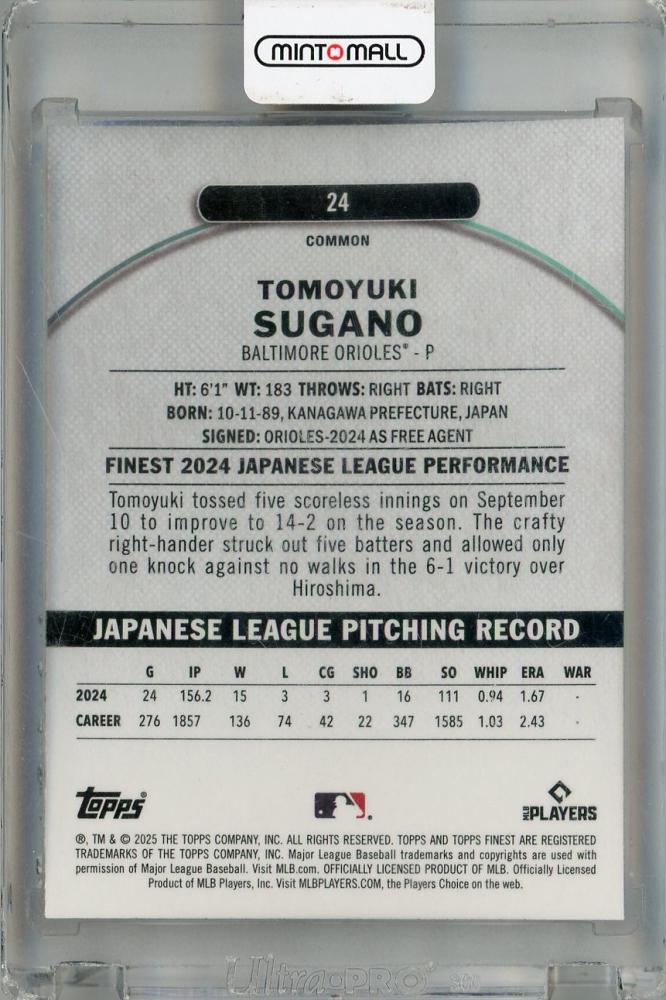 MINTOMALL
24
COMMON
TOMOYUKI
SUGANO
BALTIMORE ORIOLES® - P
HT: 6'1" WT: 183 THROWS: RIGHT BATS: RIGHT
BORN: 10-11-89, KANAGAWA PREFECTURE, JAPAN
SIGNED: ORIOLES-2024 AS FREE AGENT
FINEST 2024 JAPANESE LEAGUE PERFORMANCE
Tomoyuki tossed five scoreless innings on September
10 to improve to 14-2 on the season. The crafty
right-hander struck out five batters and allowed only
one knock against no walks in the 6-1 victory over
Hiroshima.
JAPANESE LEAGUE PITCHING RECORD
G IP W L CG SHO BB SO WHIP ERA WAR
2024 24 156.2 15 3 3 1 16 111 0.94 1.67 -
CAREER 276 1857 136 74 42 22 347 1585 1.03 2.43 -
Topps®
MLB PLAYERS
®, TM & © 2025 THE TOPPS COMPANY, INC. ALL RIGHTS RESERVED. TOPPS AND TOPPS FINEST ARE REGISTERED
TRADEMARKS OF THE TOPPS COMPANY, INC. Major League Baseball trademarks and copyrights are used with
permission of Major League Baseball. Visit MLB.com. OFFICIALLY LICENSED PRODUCT OF MLB. Officially Licensed
Product of MLB Players, Inc. Visit MLBPLAYERS.COM, the Players Choice on the web.
Ultra•PRO